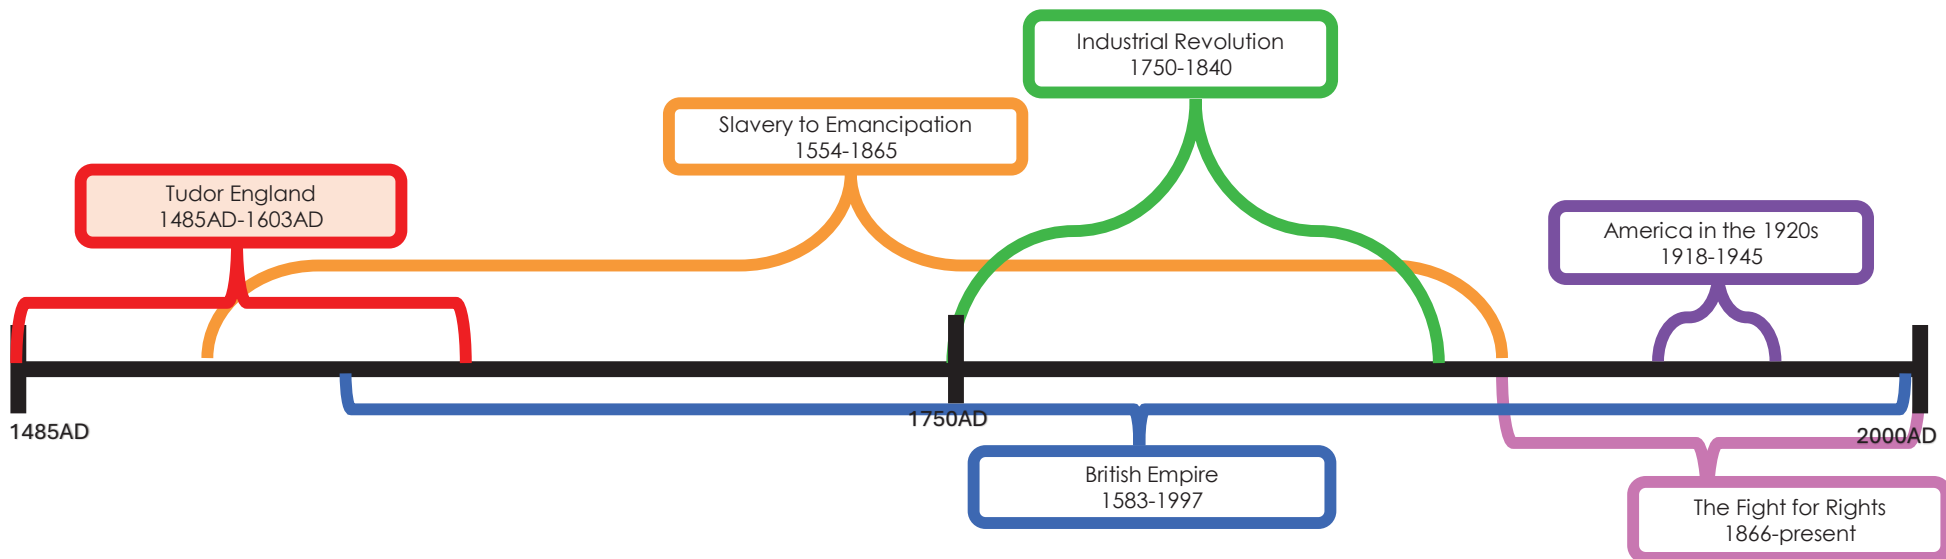 Industrial Revolution
1750-1840
Slavery to Emancipation
1554-1865
Tudor England
1485AD-1603AD
America in the 1920s
1918-1945
1485AD
1750AD
2000AD
British Empire
1583-1997
The Fight for Rights
1866-present